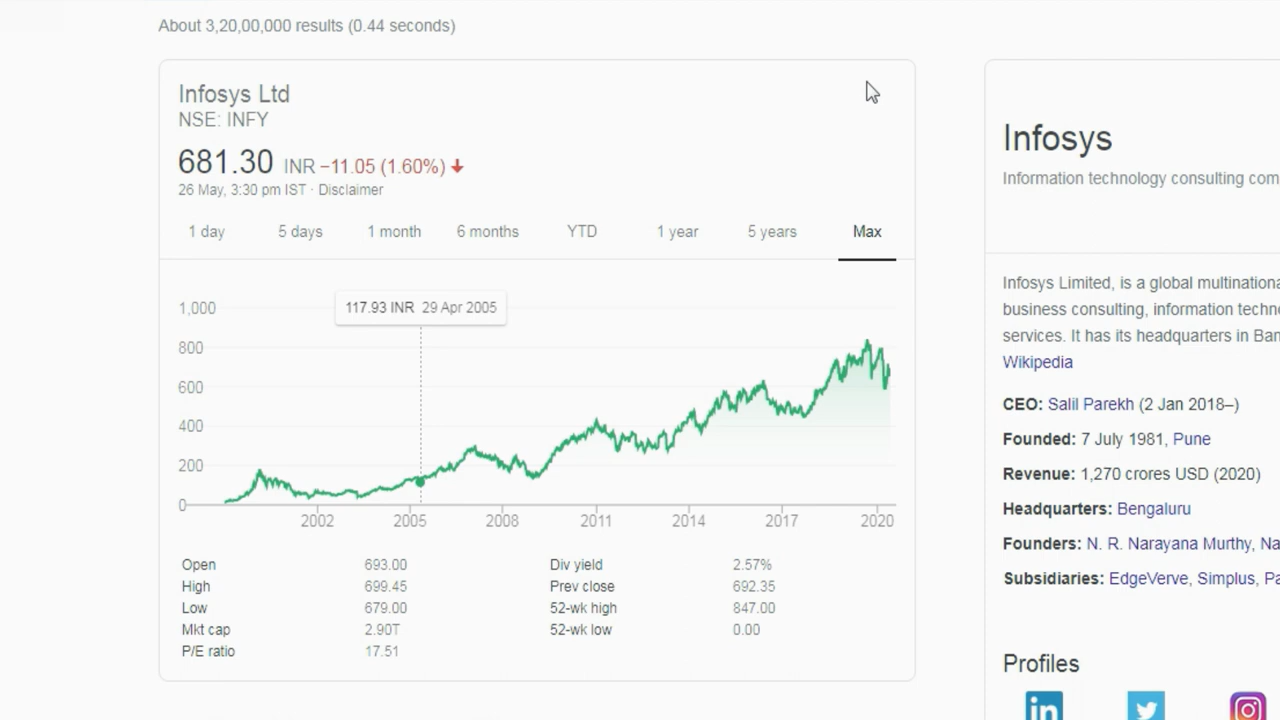 About 3,20,00,000 results (0.44 seconds)
Infosys Ltd
NSE: INFY
681.30 INR −11.05 (1.60%)
26 May, 3:30 pm IST · Disclaimer
1 day 5 days 1 month 6 months YTD 1 year 5 years Max
117.93 INR 29 Apr 2005
1,000
800
600
400
200
0
2002 2005 2008 2011 2014 2017 2020
Open 693.00 Div yield 2.57%
High 699.45 Prev close 692.35
Low 679.00 52-wk high 847.00
Mkt cap 2.90T 52-wk low 0.00
P/E ratio 17.51
Infosys
Information technology consulting com
Infosys Limited, is a global multinationa
business consulting, information techn
services. It has its headquarters in Ban
Wikipedia
CEO: Salil Parekh (2 Jan 2018–)
Founded: 7 July 1981, Pune
Revenue: 1,270 crores USD (2020)
Headquarters: Bengaluru
Founders: N. R. Narayana Murthy, Na
Subsidiaries: EdgeVerve, Simplus, Pa
Profiles
in